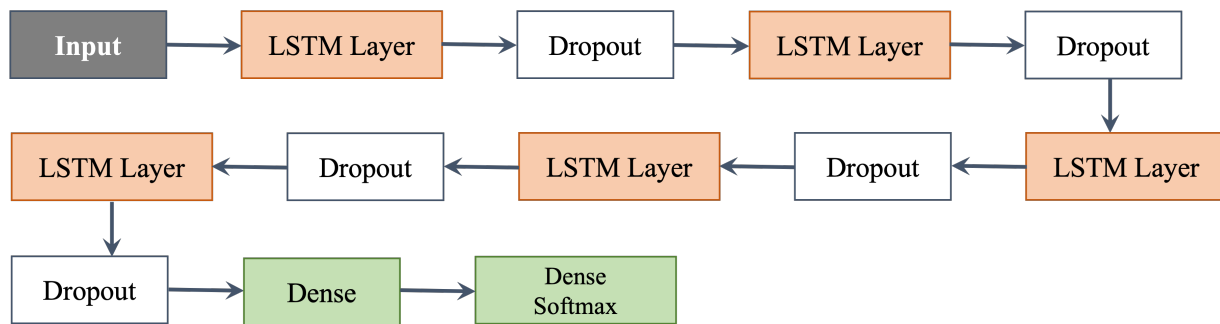 Input
LSTM Layer
Dropout
LSTM Layer
Dropout
LSTM Layer
Dropout
LSTM Layer
Dropout
LSTM Layer
Dropout
Dense
Dense
Softmax